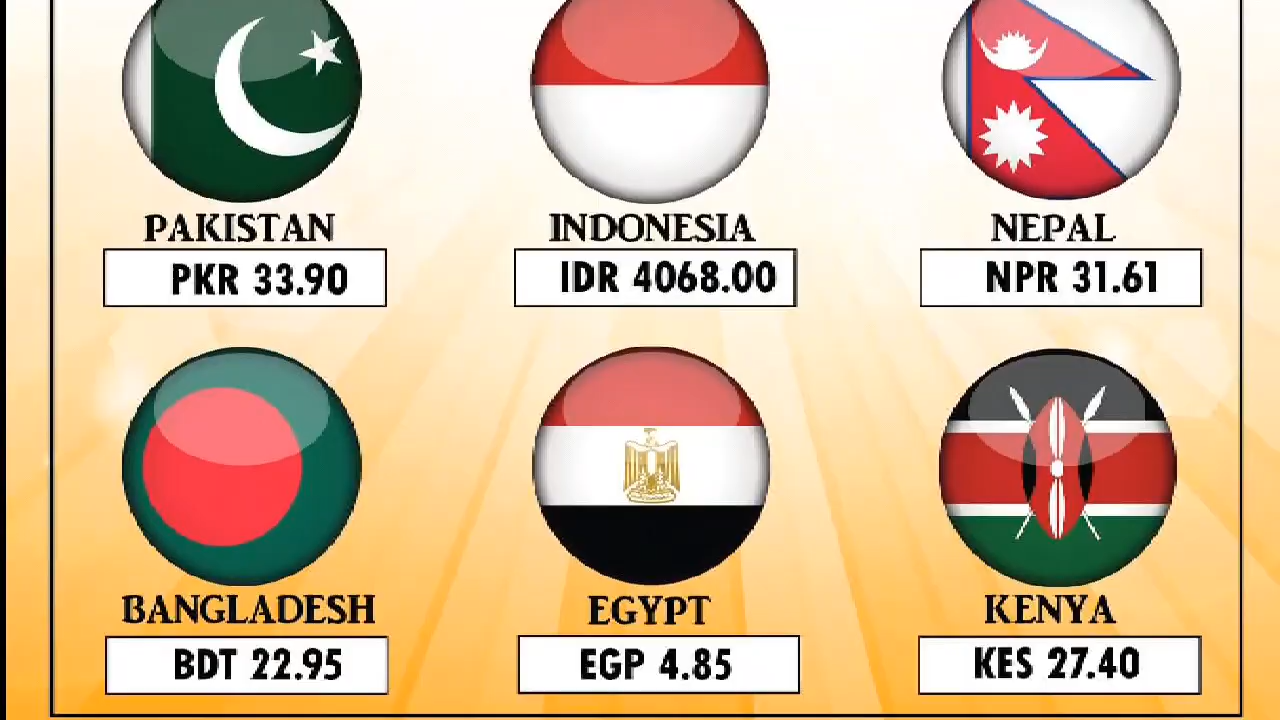 PAKISTAN
PKR 33.90
INDONESIA
IDR 4068.00
NEPAL
NPR 31.61
BANGLADESH
BDT 22.95
EGYPT
EGP 4.85
KENYA
KES 27.40